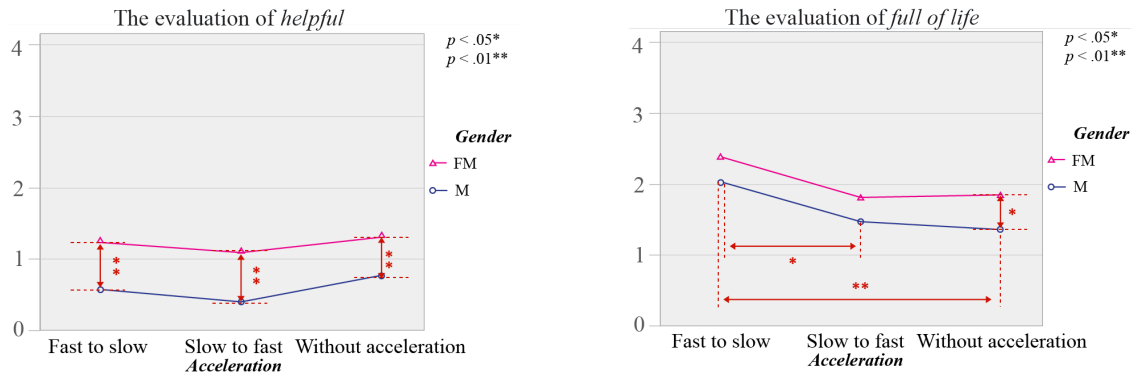 The evaluation of helpful
4
3
2
1
0
p < .05*
p < .01**
Gender
FM
M
**
**
**
Fast to slow Slow to fast Without acceleration
Acceleration
The evaluation of full of life
4
3
2
1
0
p < .05*
p < .01**
Gender
FM
M
*
*
**
Fast to slow Slow to fast Without acceleration
Acceleration